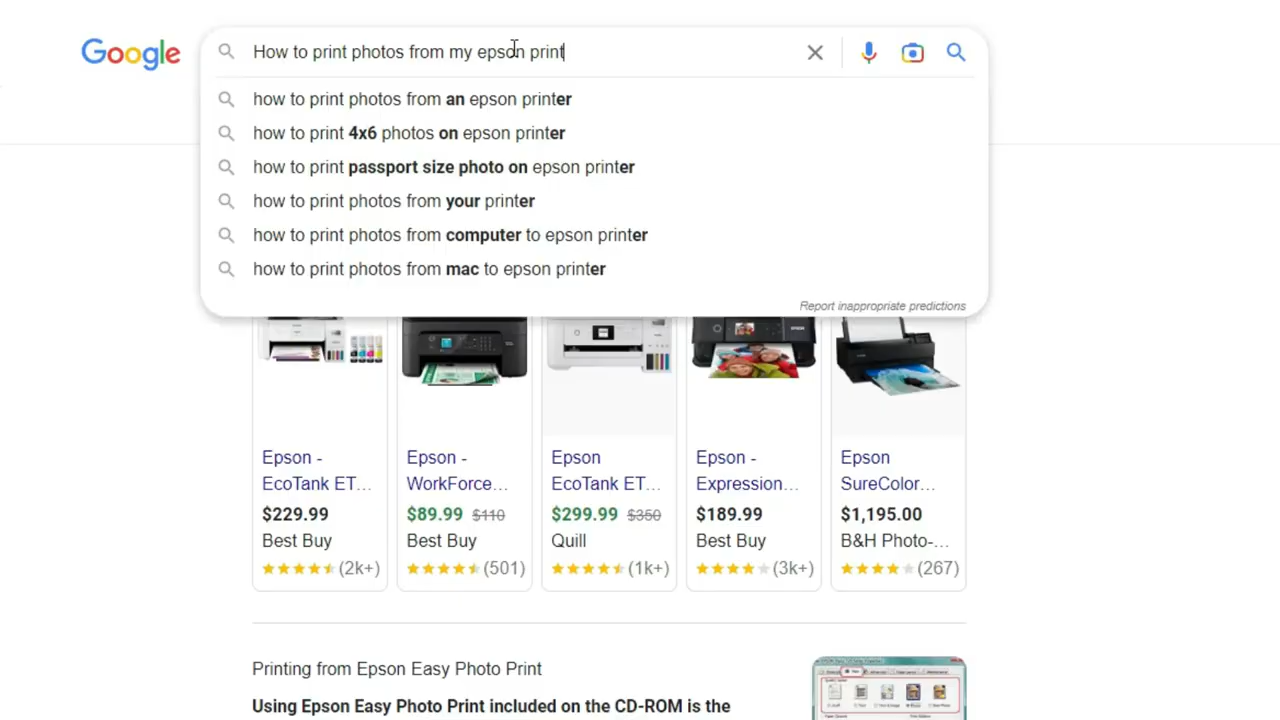 Google
How to print photos from my epson print
how to print photos from an epson printer
how to print 4x6 photos on epson printer
how to print passport size photo on epson printer
how to print photos from your printer
how to print photos from computer to epson printer
how to print photos from mac to epson printer
Report inappropriate predictions
Epson -
EcoTank ET...
$229.99
Best Buy
(2k+)
Epson -
WorkForce...
$89.99 $110
Best Buy
(501)
Epson
EcoTank ET...
$299.99 $350
Quill
(1k+)
Epson -
Expression...
$189.99
Best Buy
(3k+)
Epson
SureColor...
$1,195.00
B&H Photo-...
(267)
Printing from Epson Easy Photo Print
Using Epson Easy Photo Print included on the CD-ROM is the